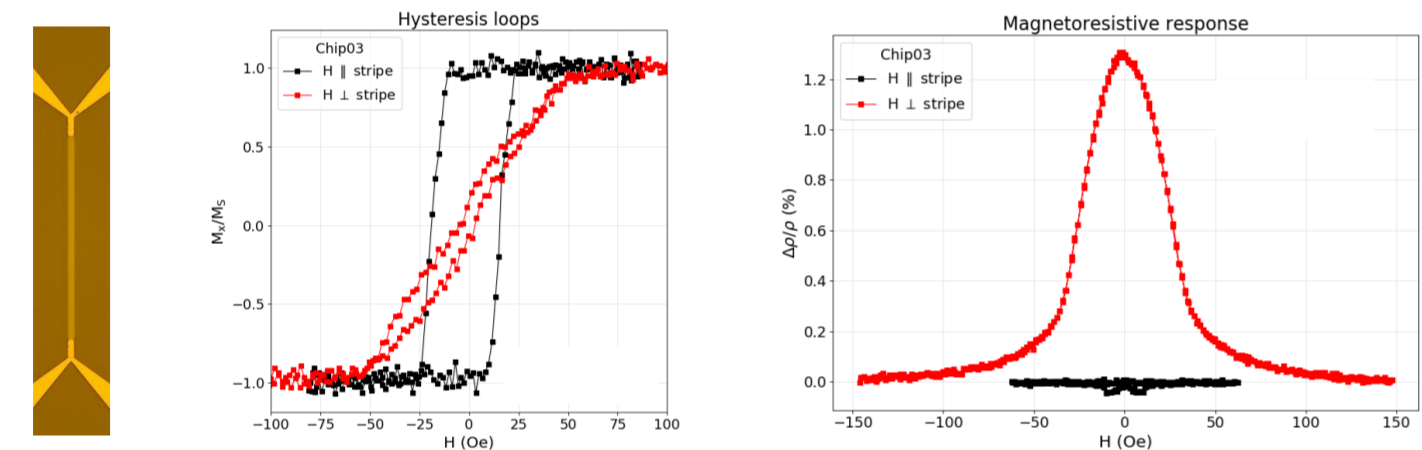 Hysteresis loops
Chip03
H ∥ stripe
H ⊥ stripe
1.0
0.5
0.0
−0.5
−1.0
Mx/MS
−100 −75 −50 −25 0 25 50 75 100
H (Oe)
Magnetoresistive response
Chip03
H ∥ stripe
H ⊥ stripe
1.2
1.0
0.8
0.6
0.4
0.2
0.0
Δρ/ρ (%)
−150 −100 −50 0 50 100 150
H (Oe)